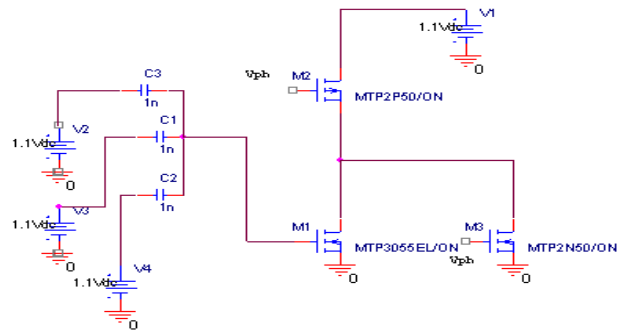 V1
1.1Vdc
0
C3
1n
Vph
M2
MTP2P50/ON
V2
1.1Vdc
0
C1
1n
C2
1n
V3
1.1Vdc
0
M1
MTP3055EL/ON
0
M3
MTP2N50/ON
Vph
0
V4
1.1Vdc
0